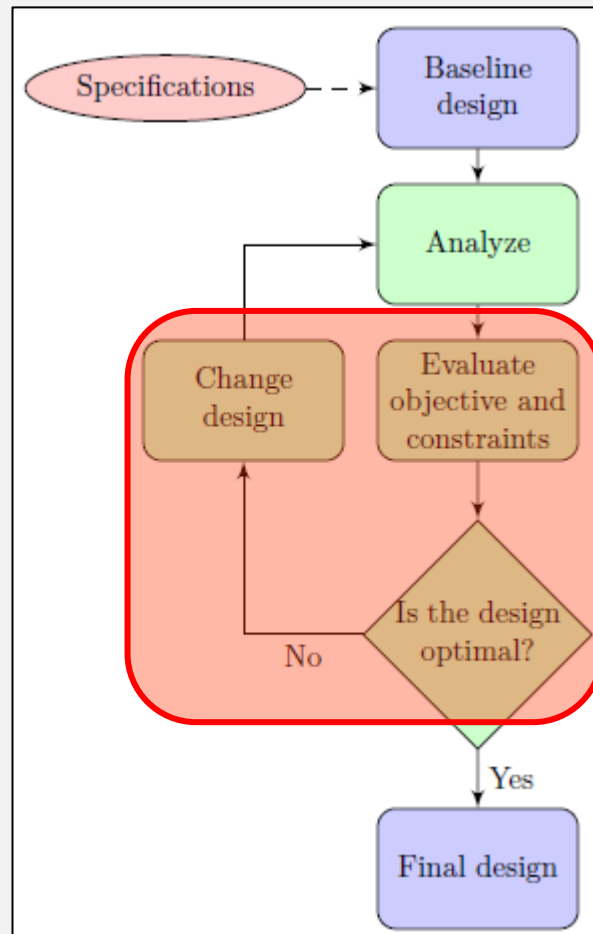 Specifications
Baseline
design
Analyze
Change
design
Evaluate
objective and
constraints
Is the design
optimal?
No
Yes
Final design